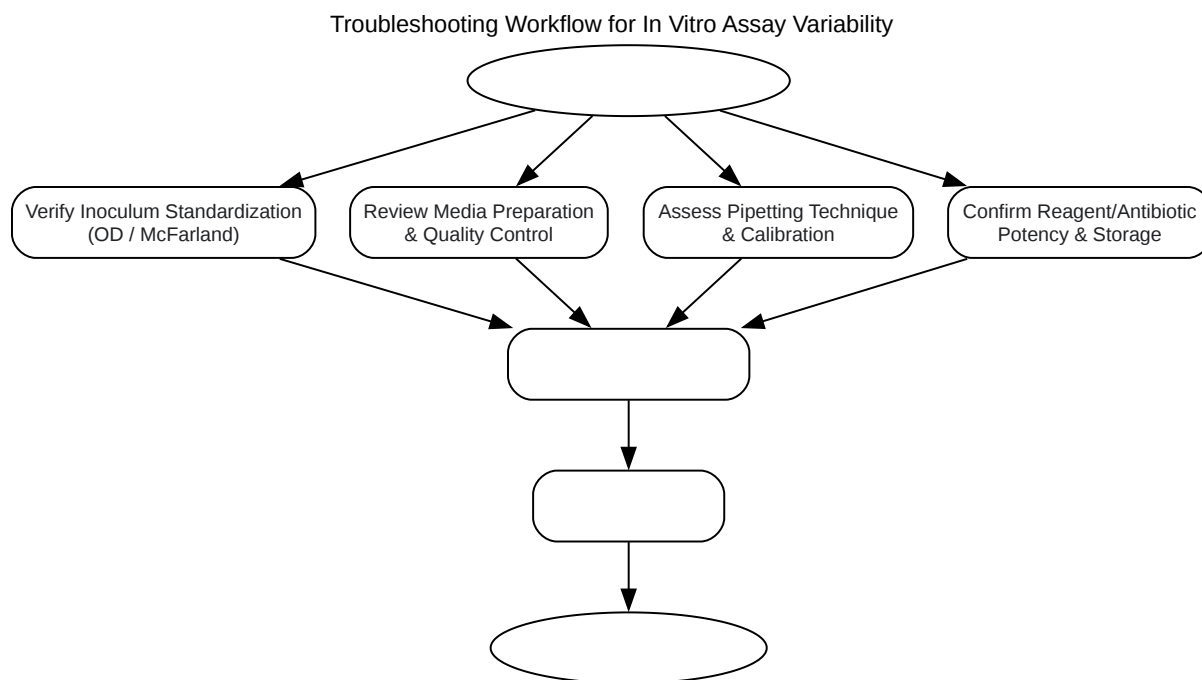 Troubleshooting Workflow for In Vitro Assay Variability
Verify Inoculum Standardization
(OD / McFarland)
Review Media Preparation
& Quality Control
Assess Pipetting Technique
& Calibration
Confirm Reagent/Antibiotic
Potency & Storage